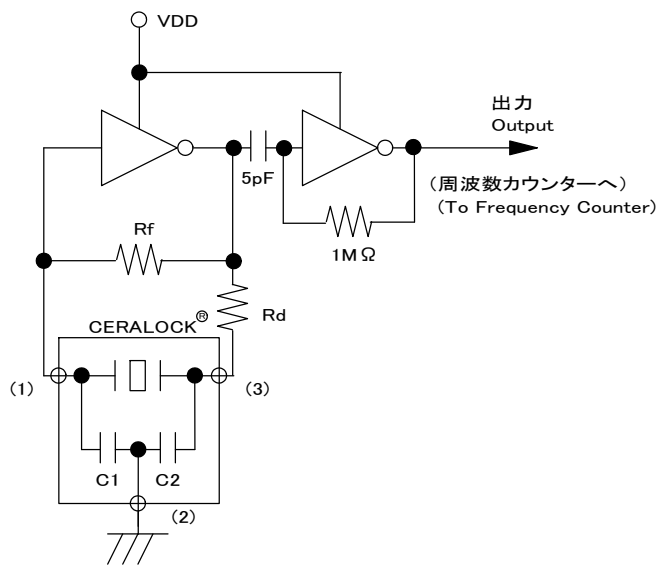 VDD
出力
Output
5pF
(周波数カウンターへ)
(To Frequency Counter)
Rf
1MΩ
Rd
CERALOCK®
(1)
(3)
C1
C2
(2)